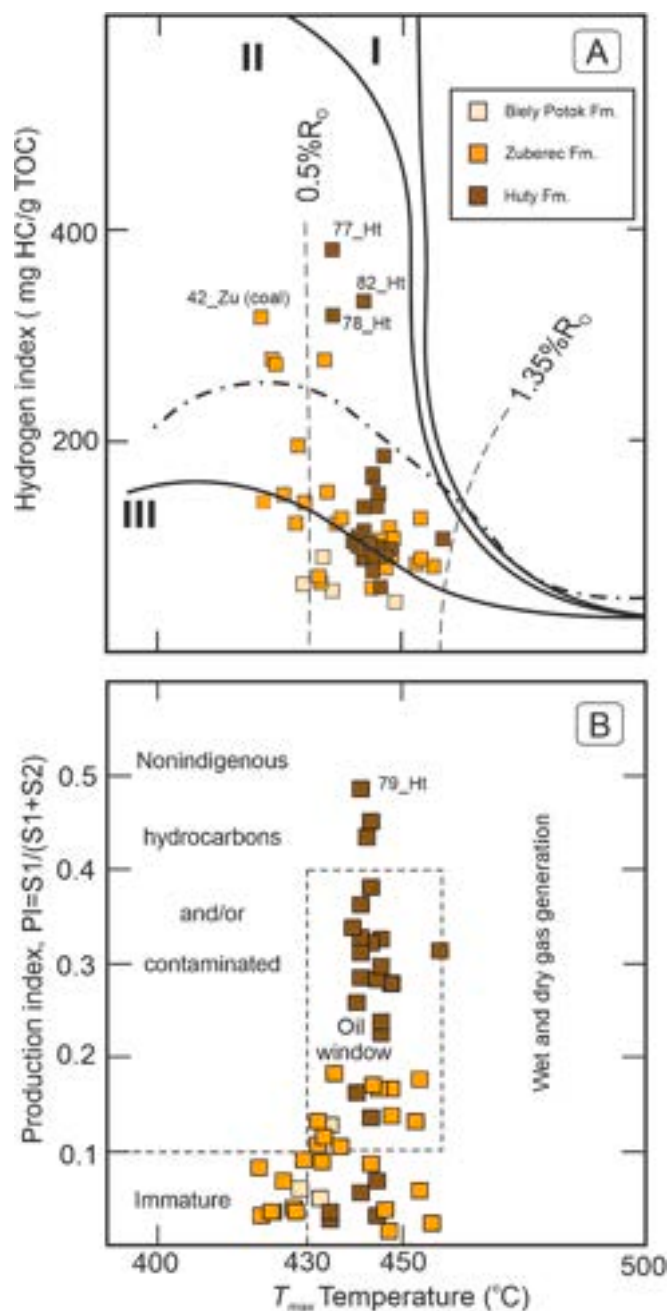 II
I
A
Biely Potok Fm.
Zuberec Fm.
Huty Fm.
0.5%Ro
Hydrogen index ( mg HC/g TOC)
400
77_Ht
82_Ht
42_Zu (coal)
78_Ht
1.35%Ro
200
III
B
Production index, PI=S1/(S1+S2)
0.5
Nonindigenous
79_Ht
hydrocarbons
0.4
and/or
contaminated
0.3
Wet and dry gas generation
Oil
window
0.2
0.1
Immature
400
430
450
500
Tmax Temperature (°C)